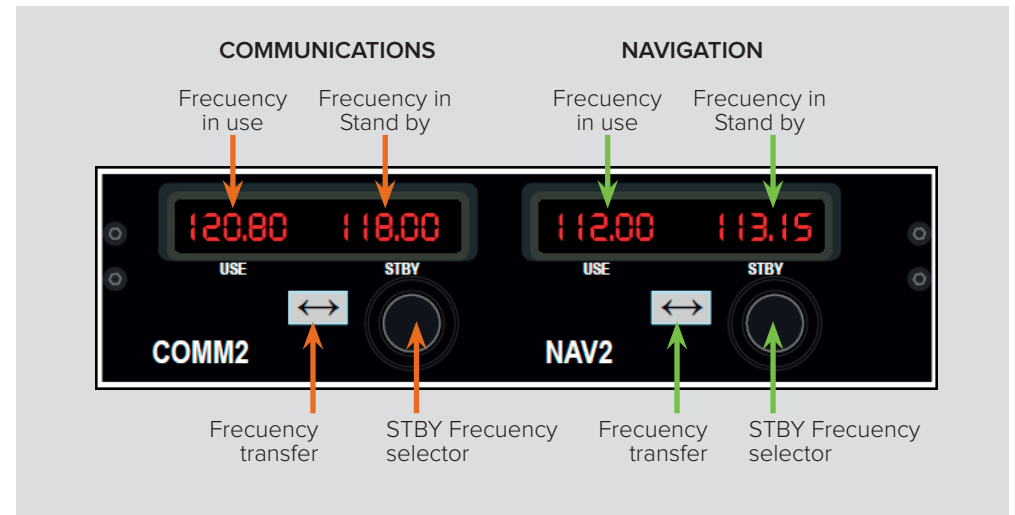 COMMUNICATIONS
NAVIGATION
Frecuency
in use
Frecuency in
Stand by
Frecuency
in use
Frecuency in
Stand by
120.80
118.00
112.00
113.15
USE
STBY
USE
STBY
↔
↔
COMM2
NAV2
Frecuency
transfer
STBY Frecuency
selector
Frecuency
transfer
STBY Frecuency
selector